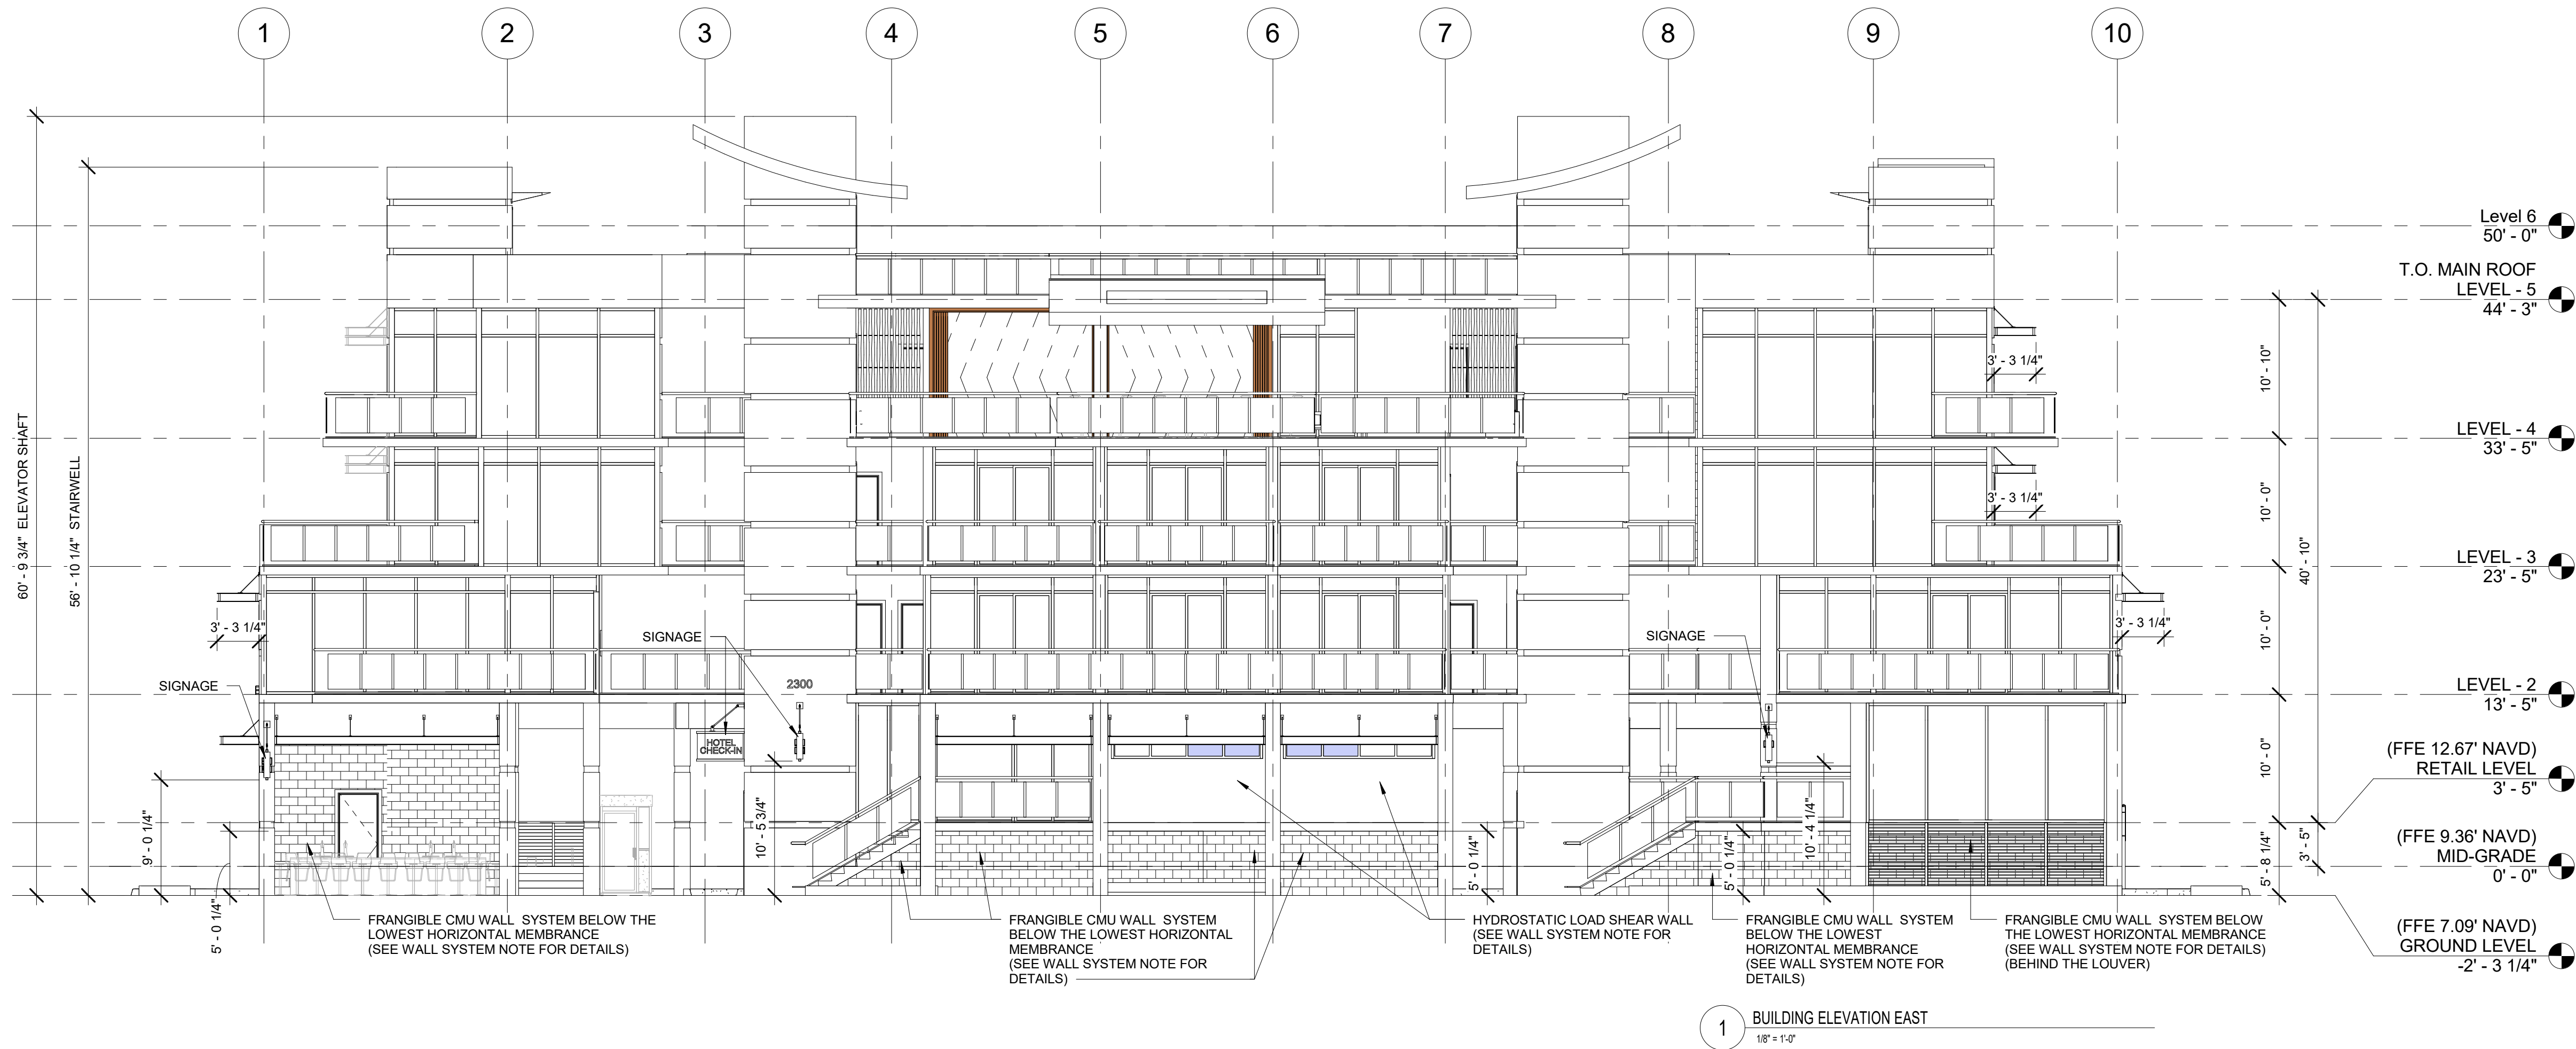 1
2
3
4
5
6
7
8
9
10
60' - 9 3/4" ELEVATOR SHAFT
56' - 10 1/4" STAIRWELL
Level 6
50' - 0"
T.O. MAIN ROOF
LEVEL - 5
44' - 3"
LEVEL - 4
33' - 5"
LEVEL - 3
23' - 5"
LEVEL - 2
13' - 5"
(FFE 12.67' NAVD)
RETAIL LEVEL
3' - 5"
(FFE 9.36' NAVD)
MID-GRADE
0' - 0"
(FFE 7.09' NAVD)
GROUND LEVEL
-2' - 3 1/4"
10' - 10"
10' - 0"
10' - 0"
10' - 0"
5' - 8 1/4"
40' - 10"
3' - 5"
3' - 3 1/4"
3' - 3 1/4"
3' - 3 1/4"
3' - 3 1/4"
SIGNAGE
SIGNAGE
SIGNAGE
2300
HOTEL
CHECK-IN
9' - 0 1/4"
5' - 0 1/4"
10' - 5 3/4"
5' - 0 1/4"
5' - 0 1/4"
10' - 4 1/4"
FRANGIBLE CMU WALL SYSTEM BELOW THE
LOWEST HORIZONTAL MEMBRANCE
(SEE WALL SYSTEM NOTE FOR DETAILS)
FRANGIBLE CMU WALL SYSTEM
BELOW THE LOWEST HORIZONTAL
MEMBRANCE
(SEE WALL SYSTEM NOTE FOR
DETAILS)
HYDROSTATIC LOAD SHEAR WALL
(SEE WALL SYSTEM NOTE FOR
DETAILS)
FRANGIBLE CMU WALL SYSTEM
BELOW THE LOWEST
HORIZONTAL MEMBRANCE
(SEE WALL SYSTEM NOTE FOR
DETAILS)
FRANGIBLE CMU WALL SYSTEM BELOW
THE LOWEST HORIZONTAL MEMBRANCE
(SEE WALL SYSTEM NOTE FOR DETAILS)
(BEHIND THE LOUVER)
1
BUILDING ELEVATION EAST
1/8" = 1'-0"